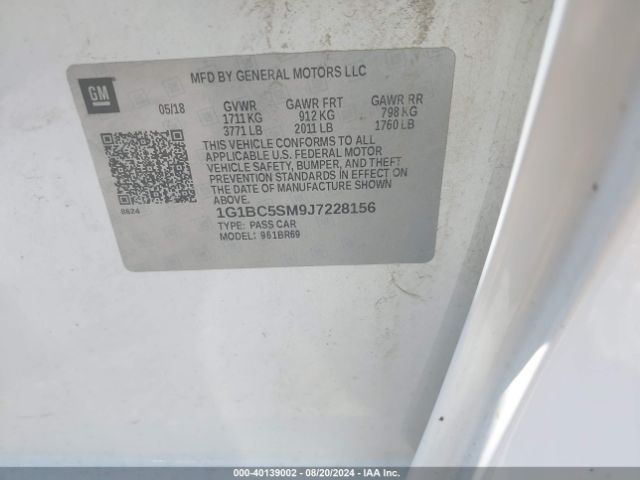 GM
MFD BY GENERAL MOTORS LLC
05/18 GVWR GAWR FRT GAWR RR
1711 KG 912 KG 798 KG
3771 LB 2011 LB 1760 LB
THIS VEHICLE CONFORMS TO ALL
APPLICABLE U.S. FEDERAL MOTOR
VEHICLE SAFETY, BUMPER, AND THEFT
PREVENTION STANDARDS IN EFFECT ON
THE DATE OF MANUFACTURE SHOWN
ABOVE.
8624 1G1BC5SM9J7228156
TYPE: PASS CAR
MODEL: 961BR69
000-40139002 - 08/20/2024 - IAA Inc.